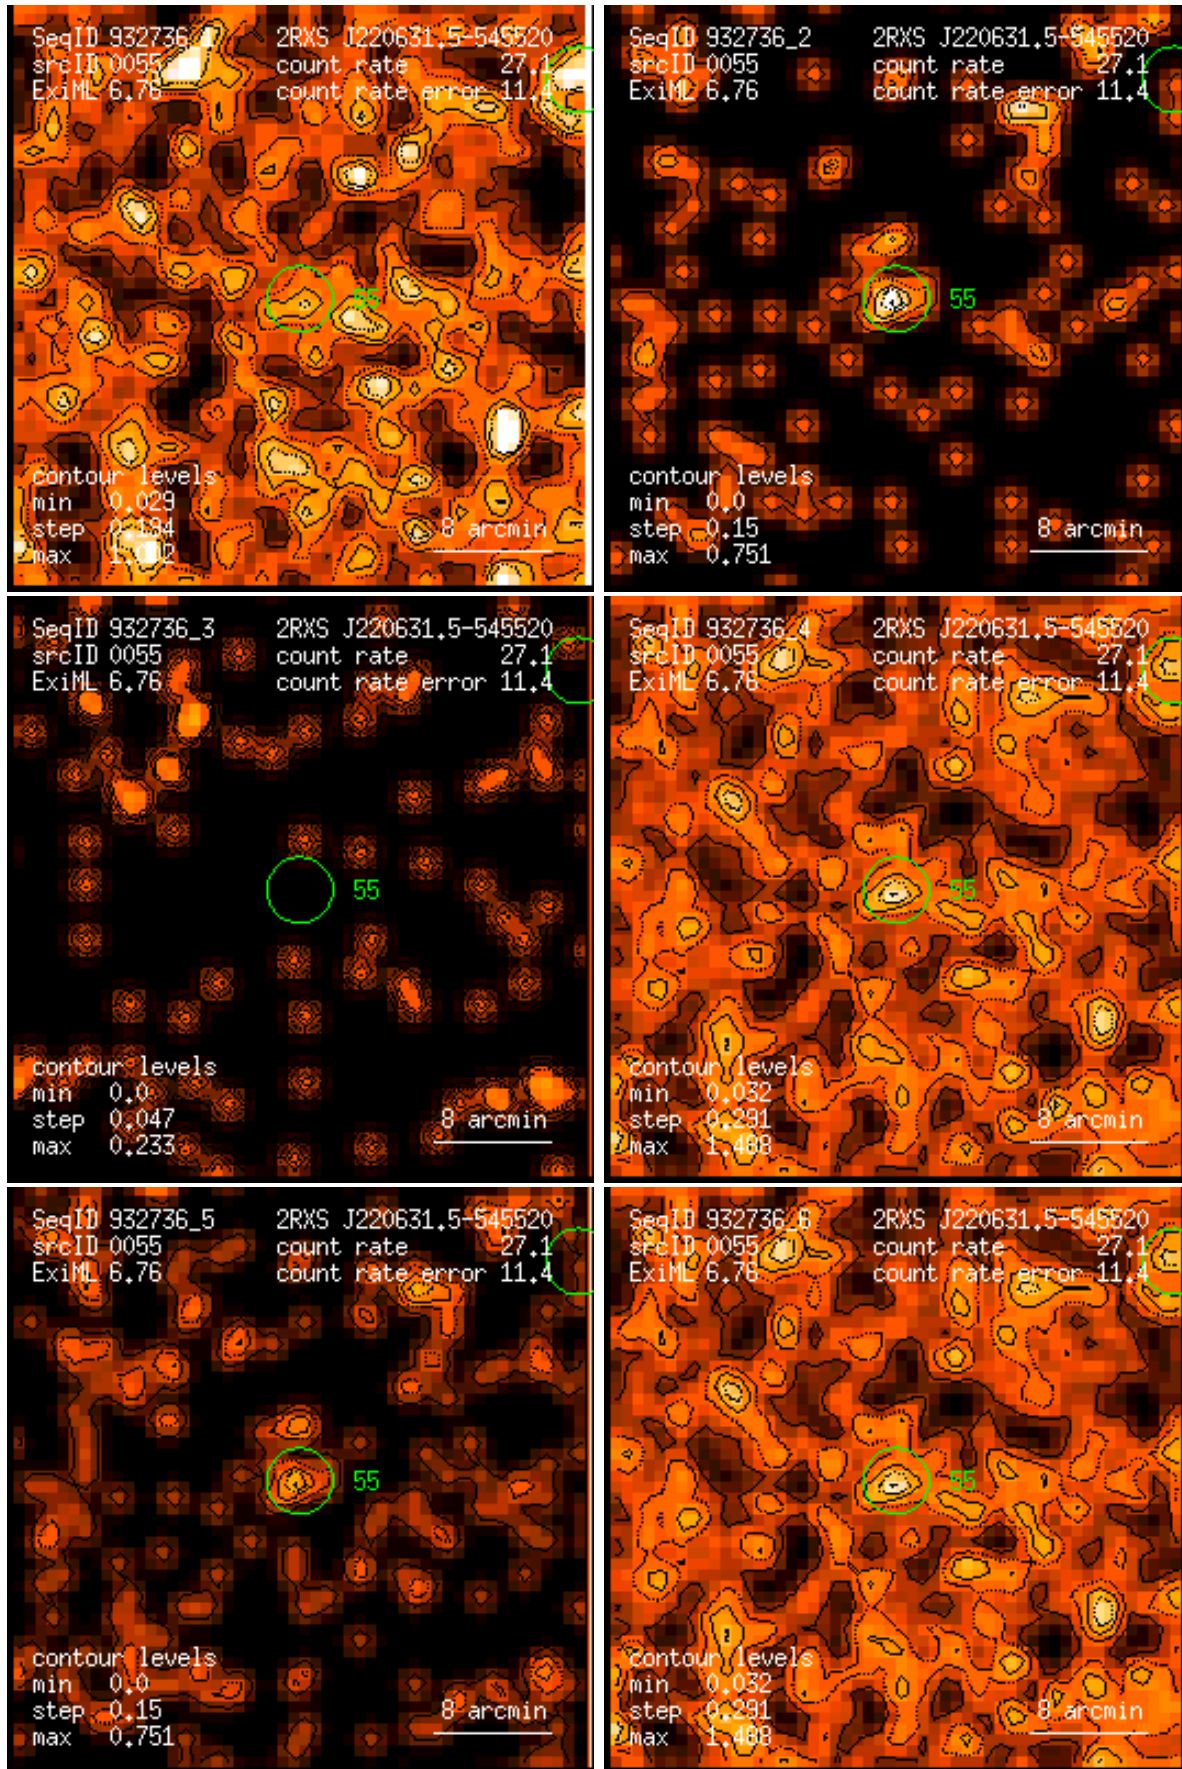 SeqID 932736_1 2RXS J220631.5-545520
srcID 0055 count rate 27.1
ExiML 6.76 count rate error 11.4
55
contour levels
min 0.029
step 0.194
max
8 arcmin
SeqID 932736_2 2RXS J220631.5-545520
srcID 0055 count rate 27.1
ExiML 6.76 count rate error 11.4
55
contour levels
min 0.0
step 0.15
max 0.751
8 arcmin
SeqID 932736_3 2RXS J220631.5-545520
srcID 0055 count rate 27.1
ExiML 6.76 count rate error 11.4
55
contour levels
min 0.0
step 0.047
max 0.233
8 arcmin
SeqID 932736_4 2RXS J220631.5-545520
srcID 0055 count rate 27.1
ExiML 6.76 count rate error 11.4
55
contour levels
min 0.032
step 0.291
max 1.488
8 arcmin
SeqID 932736_5 2RXS J220631.5-545520
srcID 0055 count rate 27.1
ExiML 6.76 count rate error 11.4
55
contour levels
min 0.0
step 0.15
max 0.751
8 arcmin
SeqID 932736_6 2RXS J220631.5-545520
srcID 0055 count rate 27.1
ExiML 6.76 count rate error 11.4
55
contour levels
min 0.032
step 0.291
max 1.488
8 arcmin